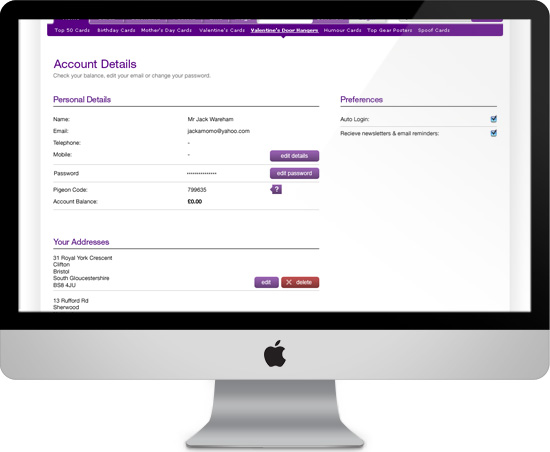 Top 50 Cards Birthday Cards Mother's Day Cards Valentine's Cards Valentine's Door Hangers Humour Cards Top Gear Posters Spoof Cards
Account Details
Check your balance, edit your email or change your password.
Personal Details
Name: Mr Jack Wareham
Email: jackamomo@yahoo.com
Telephone: -
Mobile: - edit details
Password ••••••••••••••• edit password
Pigeon Code: 799635 ?
Account Balance: £0.00
Preferences
Auto Login:
Recieve newsletters & email reminders:
Your Addresses
31 Royal York Crescent
Clifton
Bristol
South Gloucestershire
BS8 4JU
edit delete
13 Rufford Rd
Sherwood